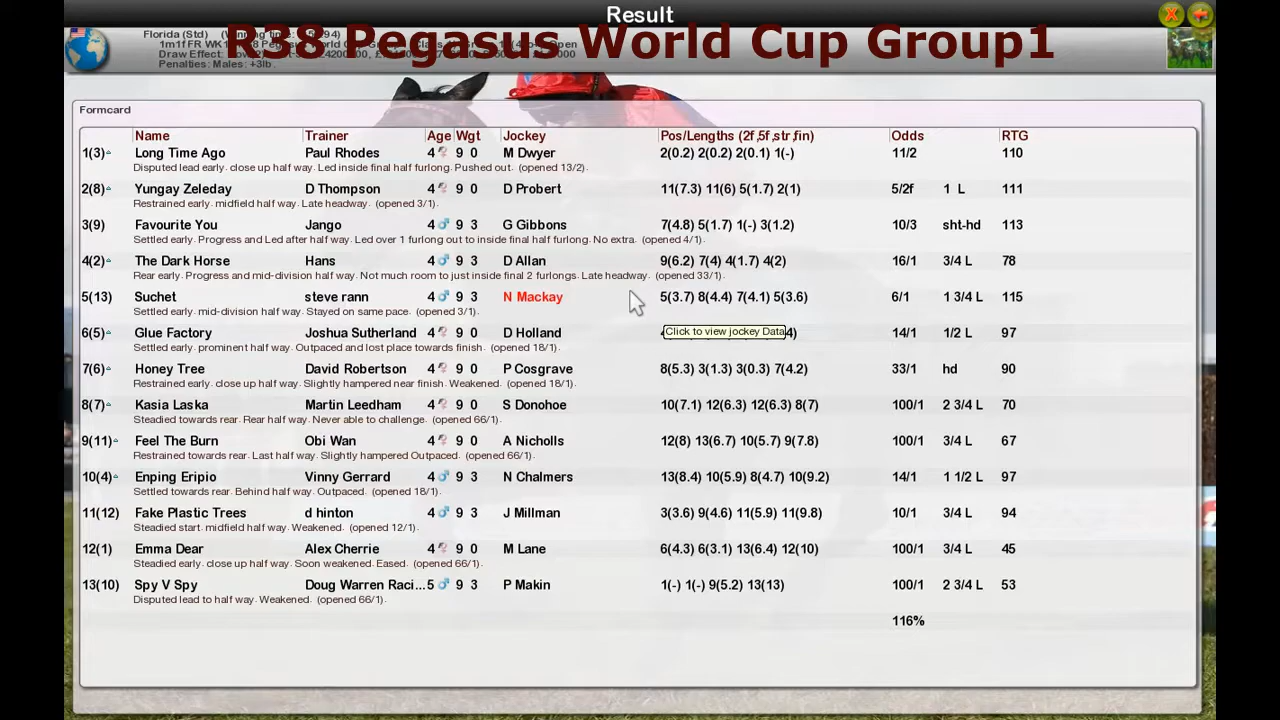 Result
R38 Pegasus World Cup Group1
Florida (Std)
Penalties: Males: +3lb.
Formcard
Name Trainer Age Wgt Jockey Pos/Lengths (2f,5f,str,fin) Odds RTG
1(3) Long Time Ago Paul Rhodes 4 9 0 M Dwyer 2(0.2) 2(0.2) 2(0.1) 1(-) 11/2 110
Disputed lead early. close up half way. Led inside final half furlong. Pushed out. (opened 13/2).
2(8) Yungay Zeleday D Thompson 4 9 0 D Probert 11(7.3) 11(6) 5(1.7) 2(1) 5/2f 1 L 111
Restrained early. midfield half way. Late headway. (opened 3/1).
3(9) Favourite You Jango 4 9 3 G Gibbons 7(4.8) 5(1.7) 1(-) 3(1.2) 10/3 sht-hd 113
Settled early. Progress and Led after half way. Led over 1 furlong out to inside final half furlong. No extra. (opened 4/1).
4(2) The Dark Horse Hans 4 9 3 D Allan 9(6.2) 7(4) 4(1.7) 4(2) 16/1 3/4 L 78
Rear early. Progress and mid-division half way. Not much room to just inside final 2 furlongs. Late headway. (opened 33/1).
5(13) Suchet steve rann 4 9 3 N Mackay 5(3.7) 8(4.4) 7(4.1) 5(3.6) 6/1 1 3/4 L 115
Settled early. mid-division half way. Stayed on same pace. (opened 3/1).
6(5) Glue Factory Joshua Sutherland 4 9 0 D Holland Click to view jockey Data 4) 14/1 1/2 L 97
Settled early. prominent half way. Outpaced and lost place towards finish. (opened 18/1).
7(6) Honey Tree David Robertson 4 9 0 P Cosgrave 8(5.3) 3(1.3) 3(0.3) 7(4.2) 33/1 hd 90
Restrained early. close up half way. Slightly hampered near finish. Weakened. (opened 18/1).
8(7) Kasia Laska Martin Leedham 4 9 0 S Donohoe 10(7.1) 12(6.3) 12(6.3) 8(7) 100/1 2 3/4 L 70
Steadied towards rear. Rear half way. Never able to challenge. (opened 66/1).
9(11) Feel The Burn Obi Wan 4 9 0 A Nicholls 12(8) 13(6.7) 10(5.7) 9(7.8) 100/1 3/4 L 67
Restrained towards rear. Last half way. Slightly hampered Outpaced. (opened 66/1).
10(4) Enping Eripio Vinny Gerrard 4 9 3 N Chalmers 13(8.4) 10(5.9) 8(4.7) 10(9.2) 14/1 1 1/2 L 97
Settled towards rear. Behind half way. Outpaced. (opened 18/1).
11(12) Fake Plastic Trees d hinton 4 9 3 J Millman 3(3.6) 9(4.6) 11(5.9) 11(9.8) 10/1 3/4 L 94
Steadied start. midfield half way. Weakened. (opened 12/1).
12(1) Emma Dear Alex Cherrie 4 9 0 M Lane 6(4.3) 6(3.1) 13(6.4) 12(10) 100/1 3/4 L 45
Steadied early. close up half way. Soon weakened. Eased. (opened 66/1).
13(10) Spy V Spy Doug Warren Raci... 5 9 3 P Makin 1(-) 1(-) 9(5.2) 13(13) 100/1 2 3/4 L 53
Disputed lead to half way. Weakened. (opened 66/1).
116%